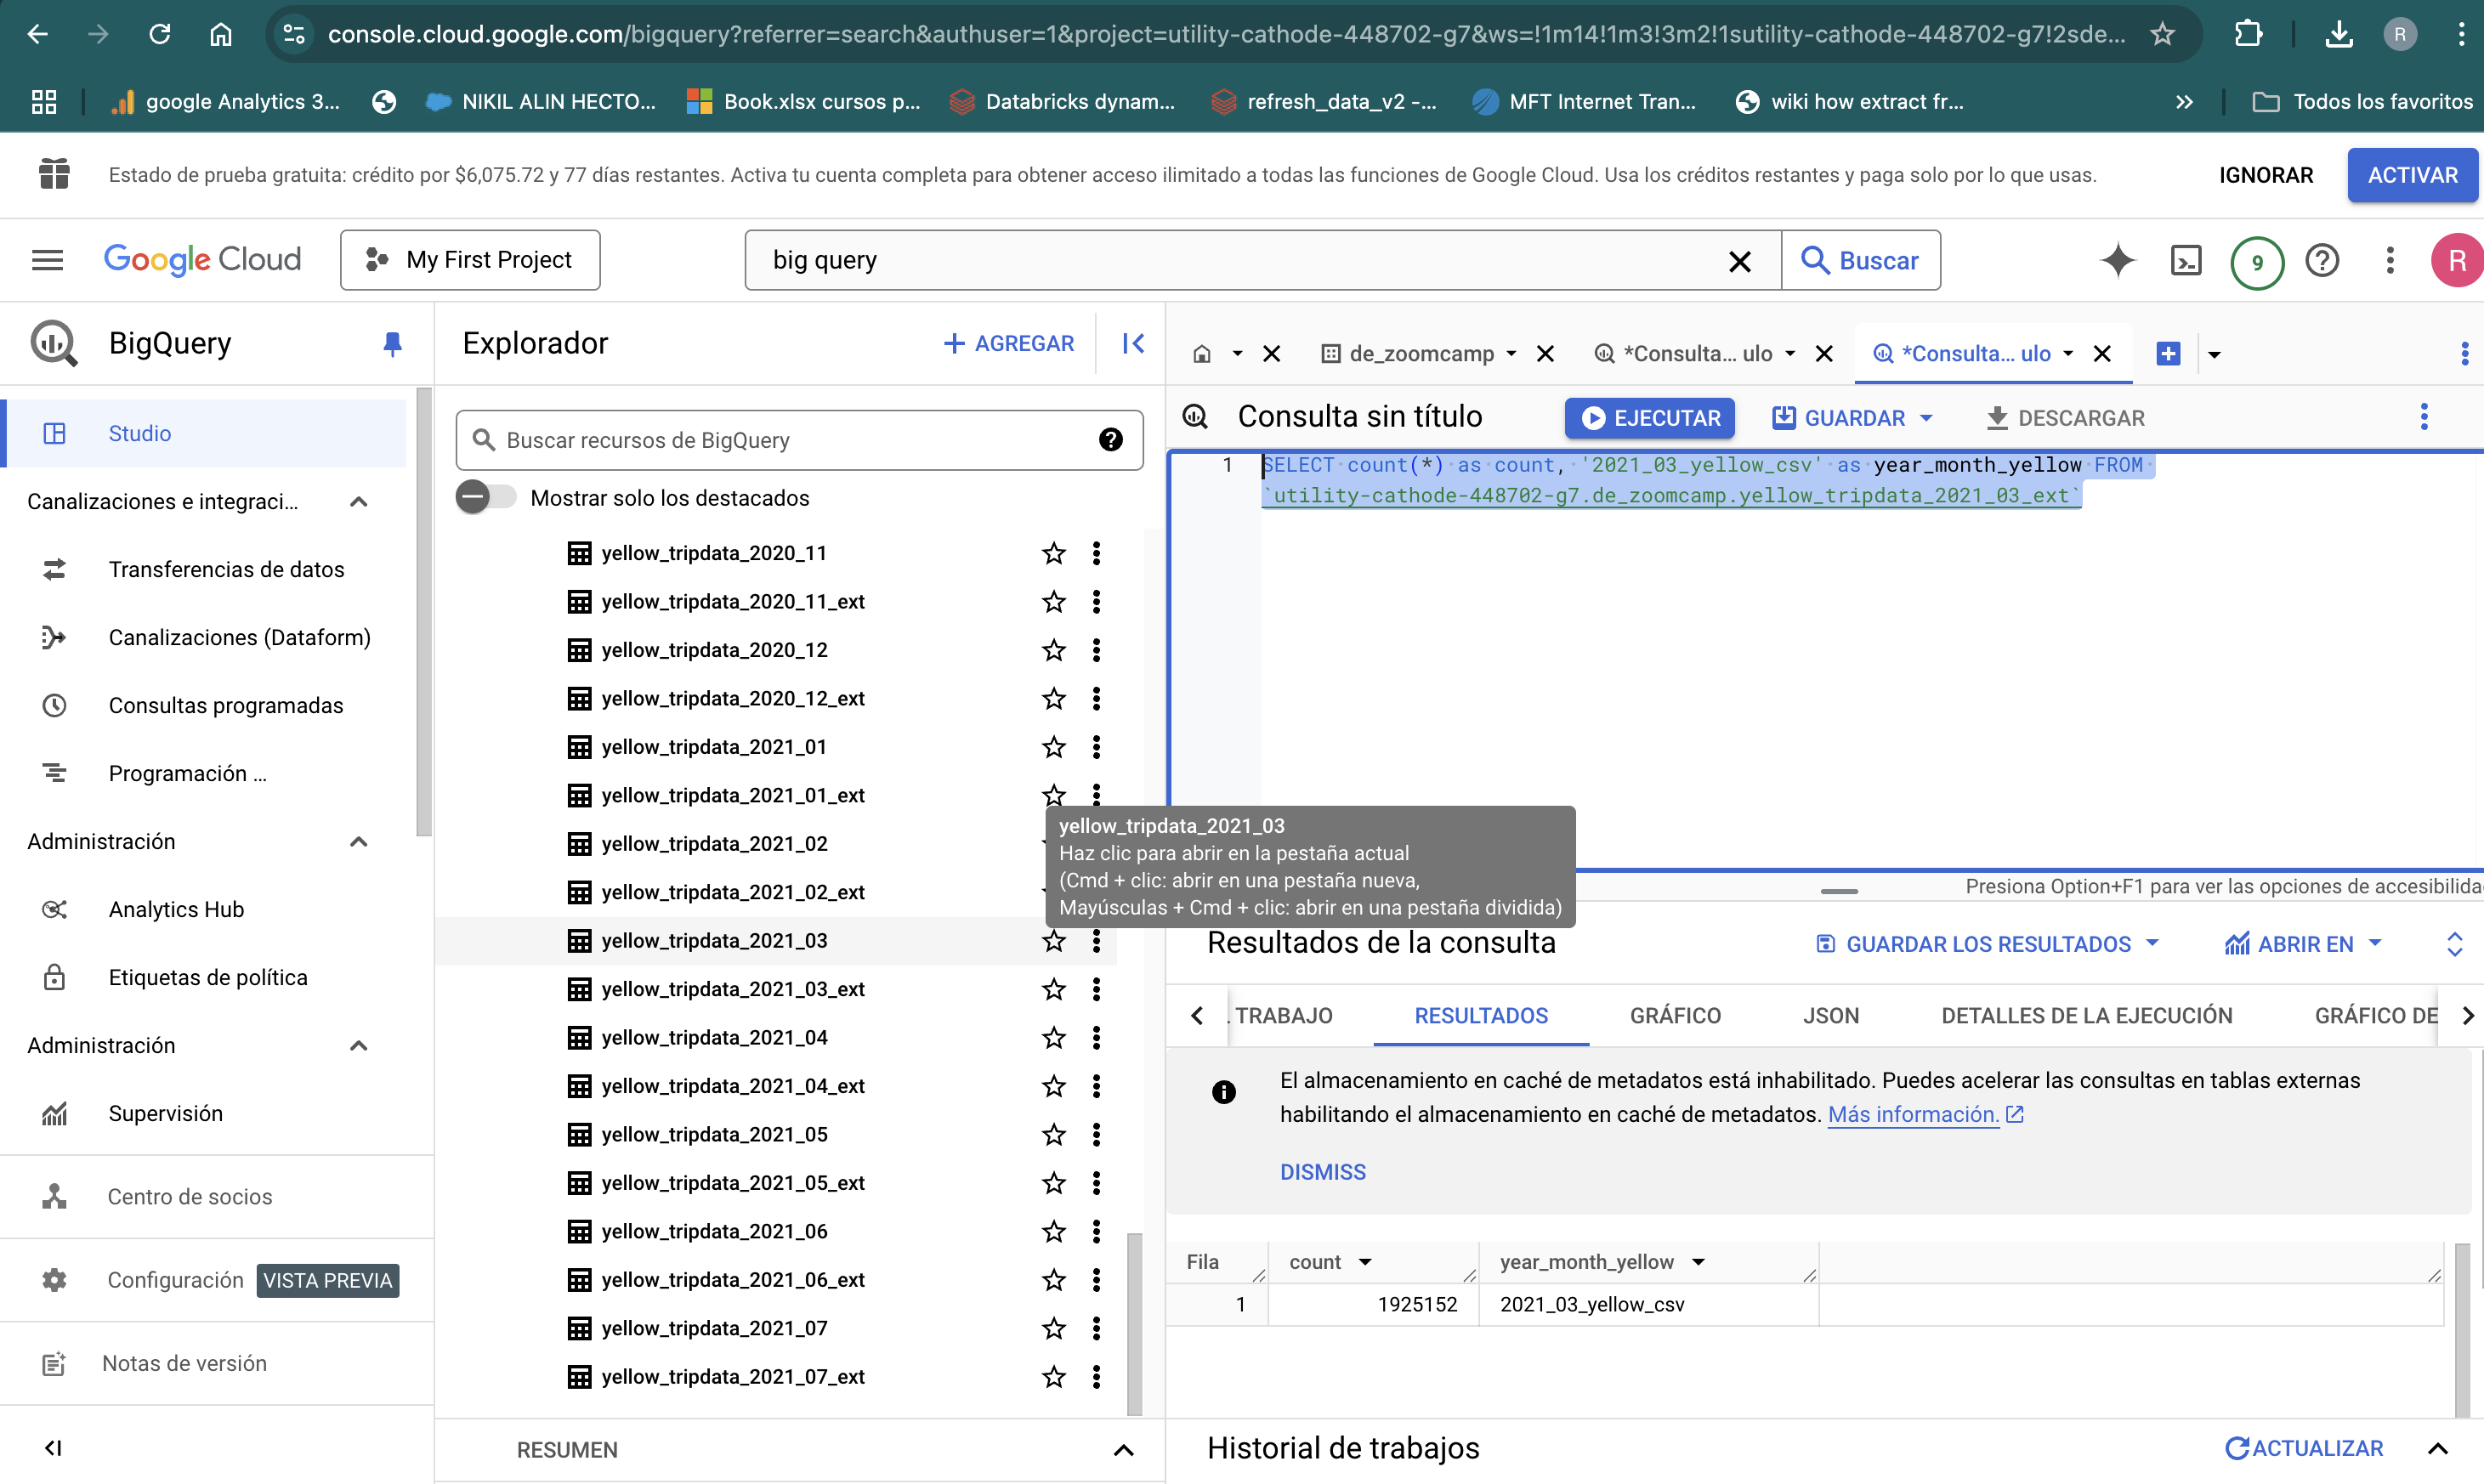 console.cloud.google.com/bigquery?referrer=search&authuser=1&project=utility-cathode-448702-g7&ws=!1m14!1m3!3m2!1sutility-cathode-448702-g7!2sde...
R
google Analytics 3...
NIKIL ALIN HECTO...
Book.xlsx cursos p...
Databricks dynam...
refresh_data_v2 -...
MFT Internet Tran...
wiki how extract fr...
Todos los favoritos
Estado de prueba gratuita: crédito por $6,075.72 y 77 días restantes. Activa tu cuenta completa para obtener acceso ilimitado a todas las funciones de Google Cloud. Usa los créditos restantes y paga solo por lo que usas.
IGNORAR
ACTIVAR
Google Cloud
My First Project
big query
Buscar
9
R
BigQuery
Studio
Canalizaciones e integraci...
Transferencias de datos
Canalizaciones (Dataform)
Consultas programadas
Programación ...
Administración
Analytics Hub
Etiquetas de política
Administración
Supervisión
Centro de socios
Configuración VISTA PREVIA
Notas de versión
Explorador
AGREGAR
Buscar recursos de BigQuery
Mostrar solo los destacados
yellow_tripdata_2020_11
yellow_tripdata_2020_11_ext
yellow_tripdata_2020_12
yellow_tripdata_2020_12_ext
yellow_tripdata_2021_01
yellow_tripdata_2021_01_ext
yellow_tripdata_2021_02
yellow_tripdata_2021_02_ext
yellow_tripdata_2021_03
yellow_tripdata_2021_03_ext
yellow_tripdata_2021_04
yellow_tripdata_2021_04_ext
yellow_tripdata_2021_05
yellow_tripdata_2021_05_ext
yellow_tripdata_2021_06
yellow_tripdata_2021_06_ext
yellow_tripdata_2021_07
yellow_tripdata_2021_07_ext
RESUMEN
yellow_tripdata_2021_03
Haz clic para abrir en la pestaña actual
(Cmd + clic: abrir en una pestaña nueva,
Mayúsculas + Cmd + clic: abrir en una pestaña dividida)
de_zoomcamp
*Consulta... ulo
*Consulta... ulo
Consulta sin título
EJECUTAR
GUARDAR
DESCARGAR
1 SELECT count(*) as count, '2021_03_yellow_csv' as year_month_yellow FROM
`utility-cathode-448702-g7.de_zoomcamp.yellow_tripdata_2021_03_ext`
Presiona Option+F1 para ver las opciones de accesibilida
Resultados de la consulta
GUARDAR LOS RESULTADOS
ABRIR EN
. TRABAJO
RESULTADOS
GRÁFICO
JSON
DETALLES DE LA EJECUCIÓN
GRÁFICO DE
El almacenamiento en caché de metadatos está inhabilitado. Puedes acelerar las consultas en tablas externas
habilitando el almacenamiento en caché de metadatos. Más información.
DISMISS
Fila count year_month_yellow
1 1925152 2021_03_yellow_csv
Historial de trabajos
ACTUALIZAR